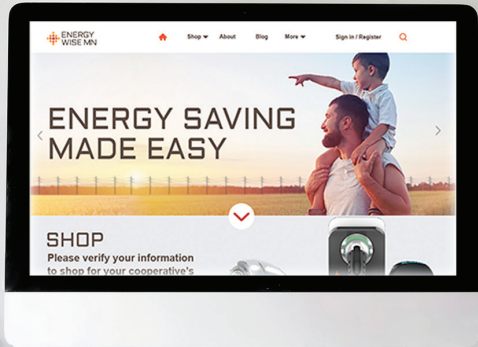 ENERGY
WISE MN
Shop
About
Blog
More
Sign in / Register
ENERGY SAVING
MADE EASY
SHOP
Please verify your information
to shop for your cooperative's